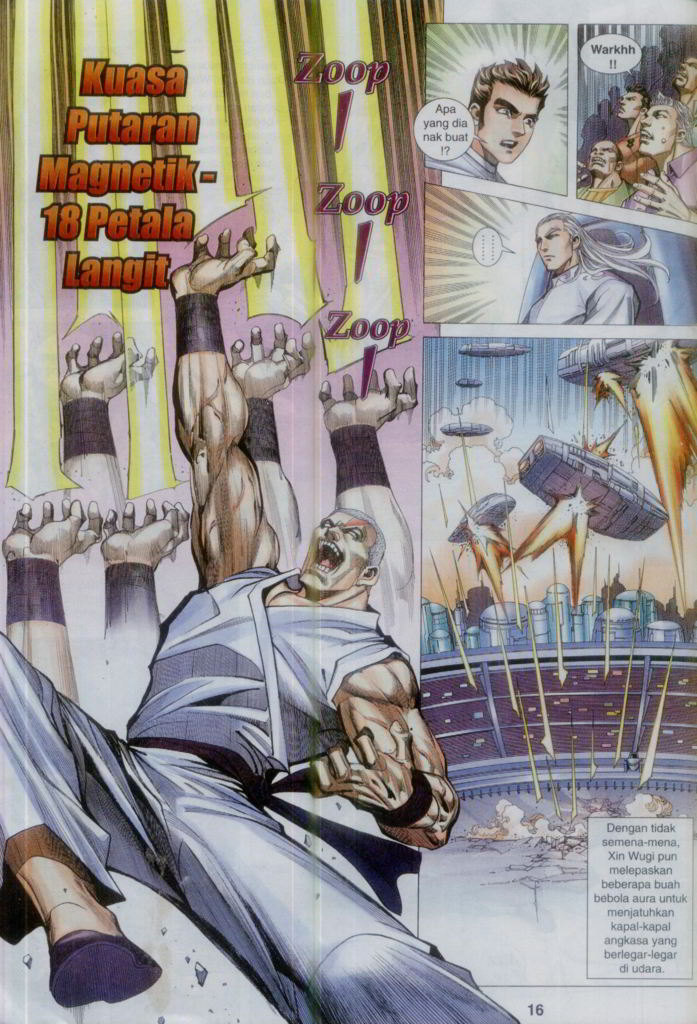 Kuasa
Putaran
Magnetik -
18 Petala
Langit
Zoop
!
Zoop
!
Zoop
!
Apa
yang dia
nak buat
!?
Warkhh
!!
Dengan tidak
semena-mena,
Xin Wugi pun
melepaskan
beberapa buah
bebola aura untuk
menjatuhkan
kapal-kapal
angkasa yang
berlegar-legar
di udara.
16